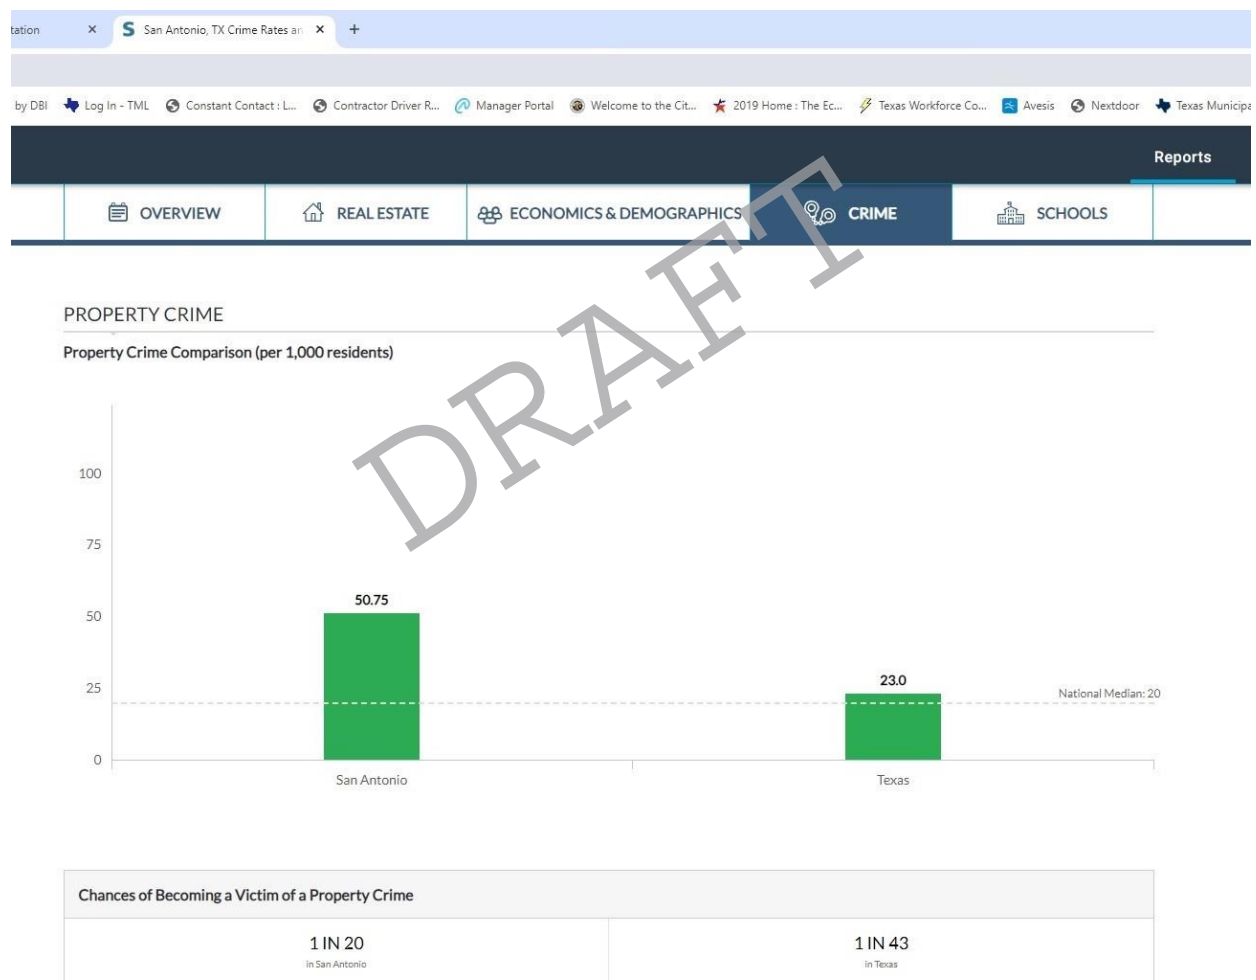 tation
San Antonio, TX Crime Rates an
by DBI Log In - TML Constant Contact : L... Contractor Driver R... Manager Portal Welcome to the Cit... 2019 Home : The Ec... Texas Workforce Co... Avesis Nextdoor Texas Municipa
Reports
OVERVIEW REAL ESTATE ECONOMICS & DEMOGRAPHICS CRIME SCHOOLS
DRAFT
PROPERTY CRIME
Property Crime Comparison (per 1,000 residents)
100
75
50.75
50
23.0
25
National Median: 20
0
San Antonio Texas
Chances of Becoming a Victim of a Property Crime
1 IN 20 1 IN 43
in San Antonio in Texas